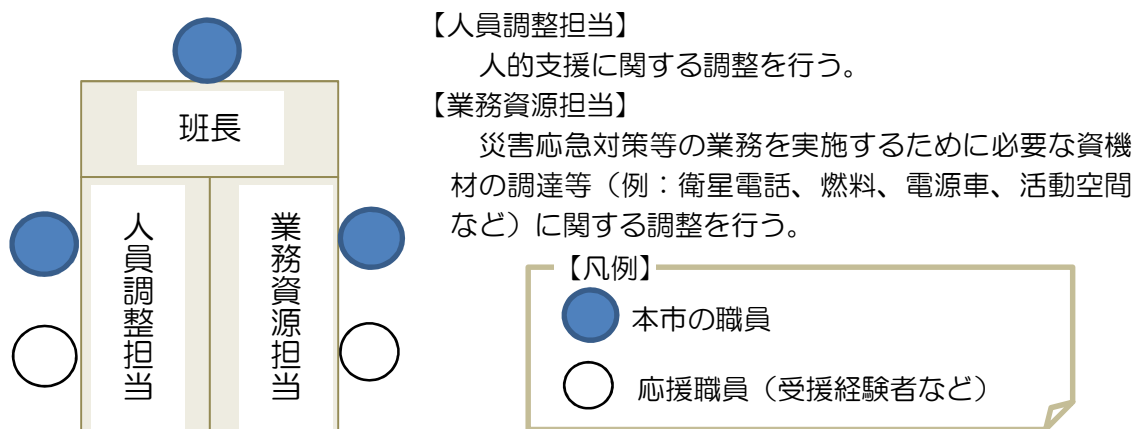 班長
人員調整担当
業務資源担当
【人員調整担当】
人的支援に関する調整を行う。
【業務資源担当】
災害応急対策等の業務を実施するために必要な資機
材の調達等（例：衛星電話、燃料、電源車、活動空間
など）に関する調整を行う。
【凡例】
本市の職員
応援職員（受援経験者など）